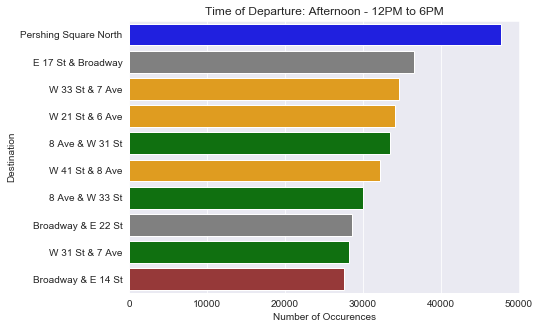 Time of Departure: Afternoon - 12PM to 6PM
Destination
Pershing Square North
E 17 St & Broadway
W 33 St & 7 Ave
W 21 St & 6 Ave
8 Ave & W 31 St
W 41 St & 8 Ave
8 Ave & W 33 St
Broadway & E 22 St
W 31 St & 7 Ave
Broadway & E 14 St
0 10000 20000 30000 40000 50000
Number of Occurences